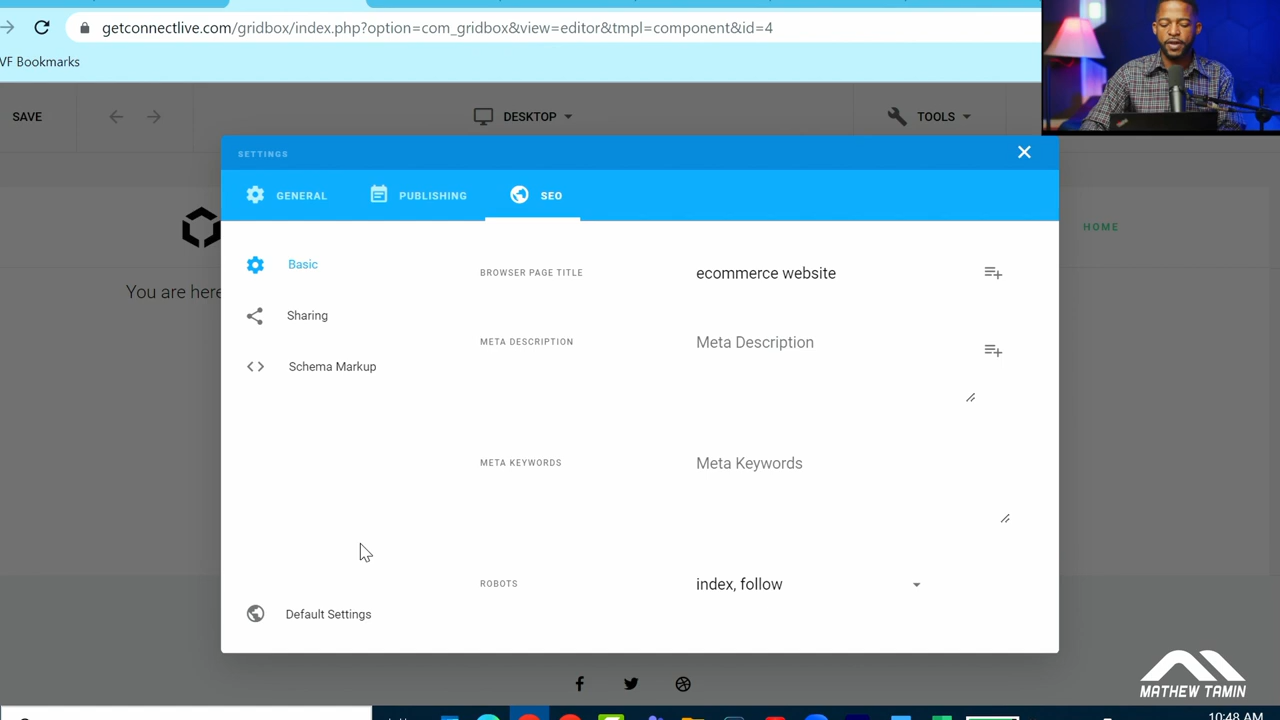 getconnectlive.com/gridbox/index.php?option=com_gridbox&view=editor&tmpl=component&id=4
VF Bookmarks
SAVE
DESKTOP
TOOLS
SETTINGS
GENERAL
PUBLISHING
SEO
HOME
You are here
Basic
BROWSER PAGE TITLE
ecommerce website
Sharing
META DESCRIPTION
Meta Description
Schema Markup
META KEYWORDS
Meta Keywords
ROBOTS
index, follow
Default Settings
MATHEW TAMIN
10:48 AM